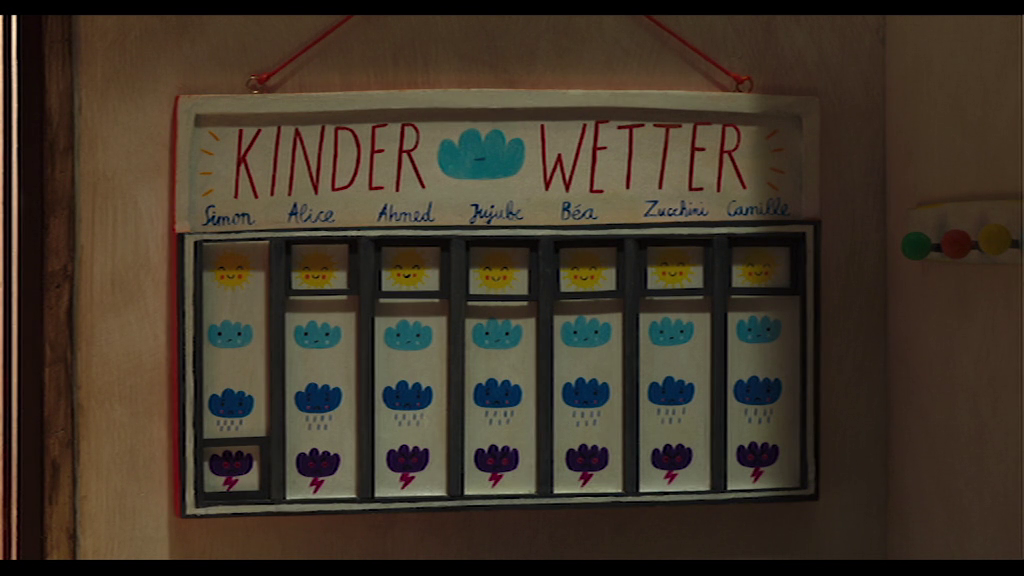 KINDER WETTER
Simon Alice Ahmed Jujube Béa Zucchini Camille